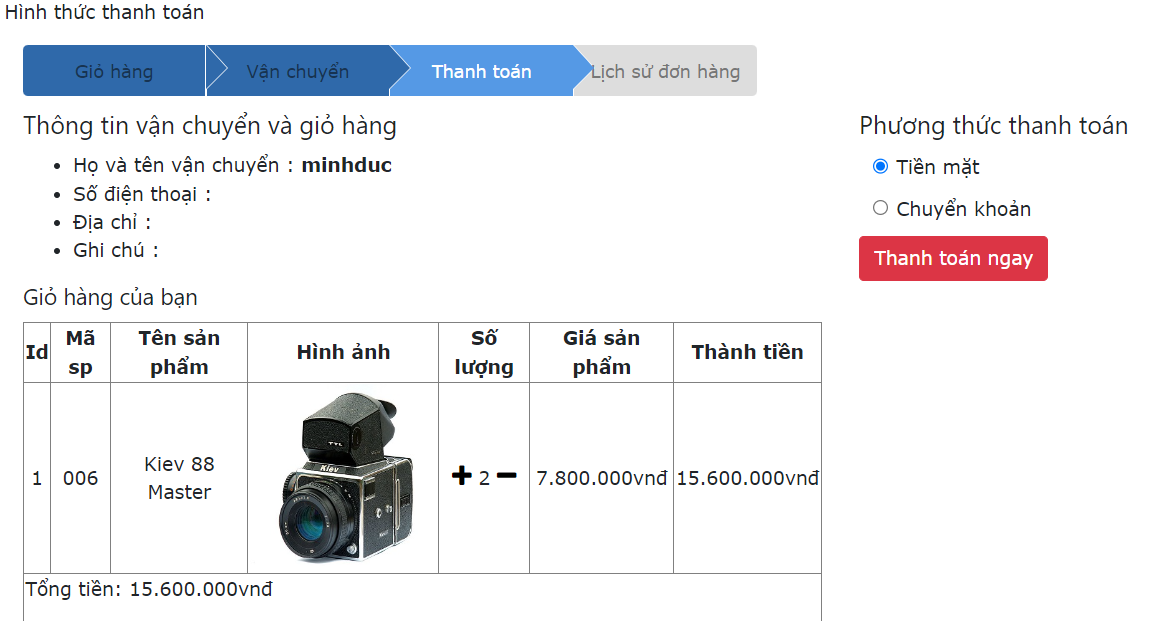 Hình thức thanh toán
Giỏ hàng
Vận chuyển
Thanh toán
Lịch sử đơn hàng
Thông tin vận chuyển và giỏ hàng
Họ và tên vận chuyển : minhduc
Số điện thoại :
Địa chỉ :
Ghi chú :
Phương thức thanh toán
Tiền mặt
Chuyển khoản
Thanh toán ngay
Giỏ hàng của bạn
Id
Mã
sp
Tên sản
phẩm
Hình ảnh
Số
lượng
Giá sản
phẩm
Thành tiền
1
006
Kiev 88
Master
TTL
Kiev
2
7.800.000vnđ
15.600.000vnđ
Tổng tiền: 15.600.000vnđ